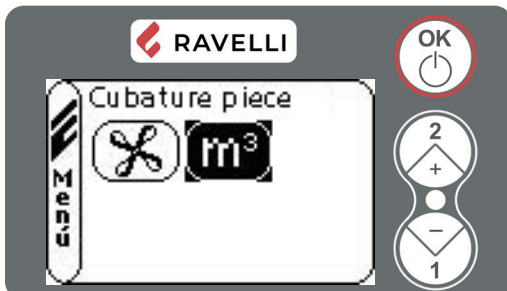 RAVELLI
OK
Cubature piece
m³
Menú
2
+
−
1